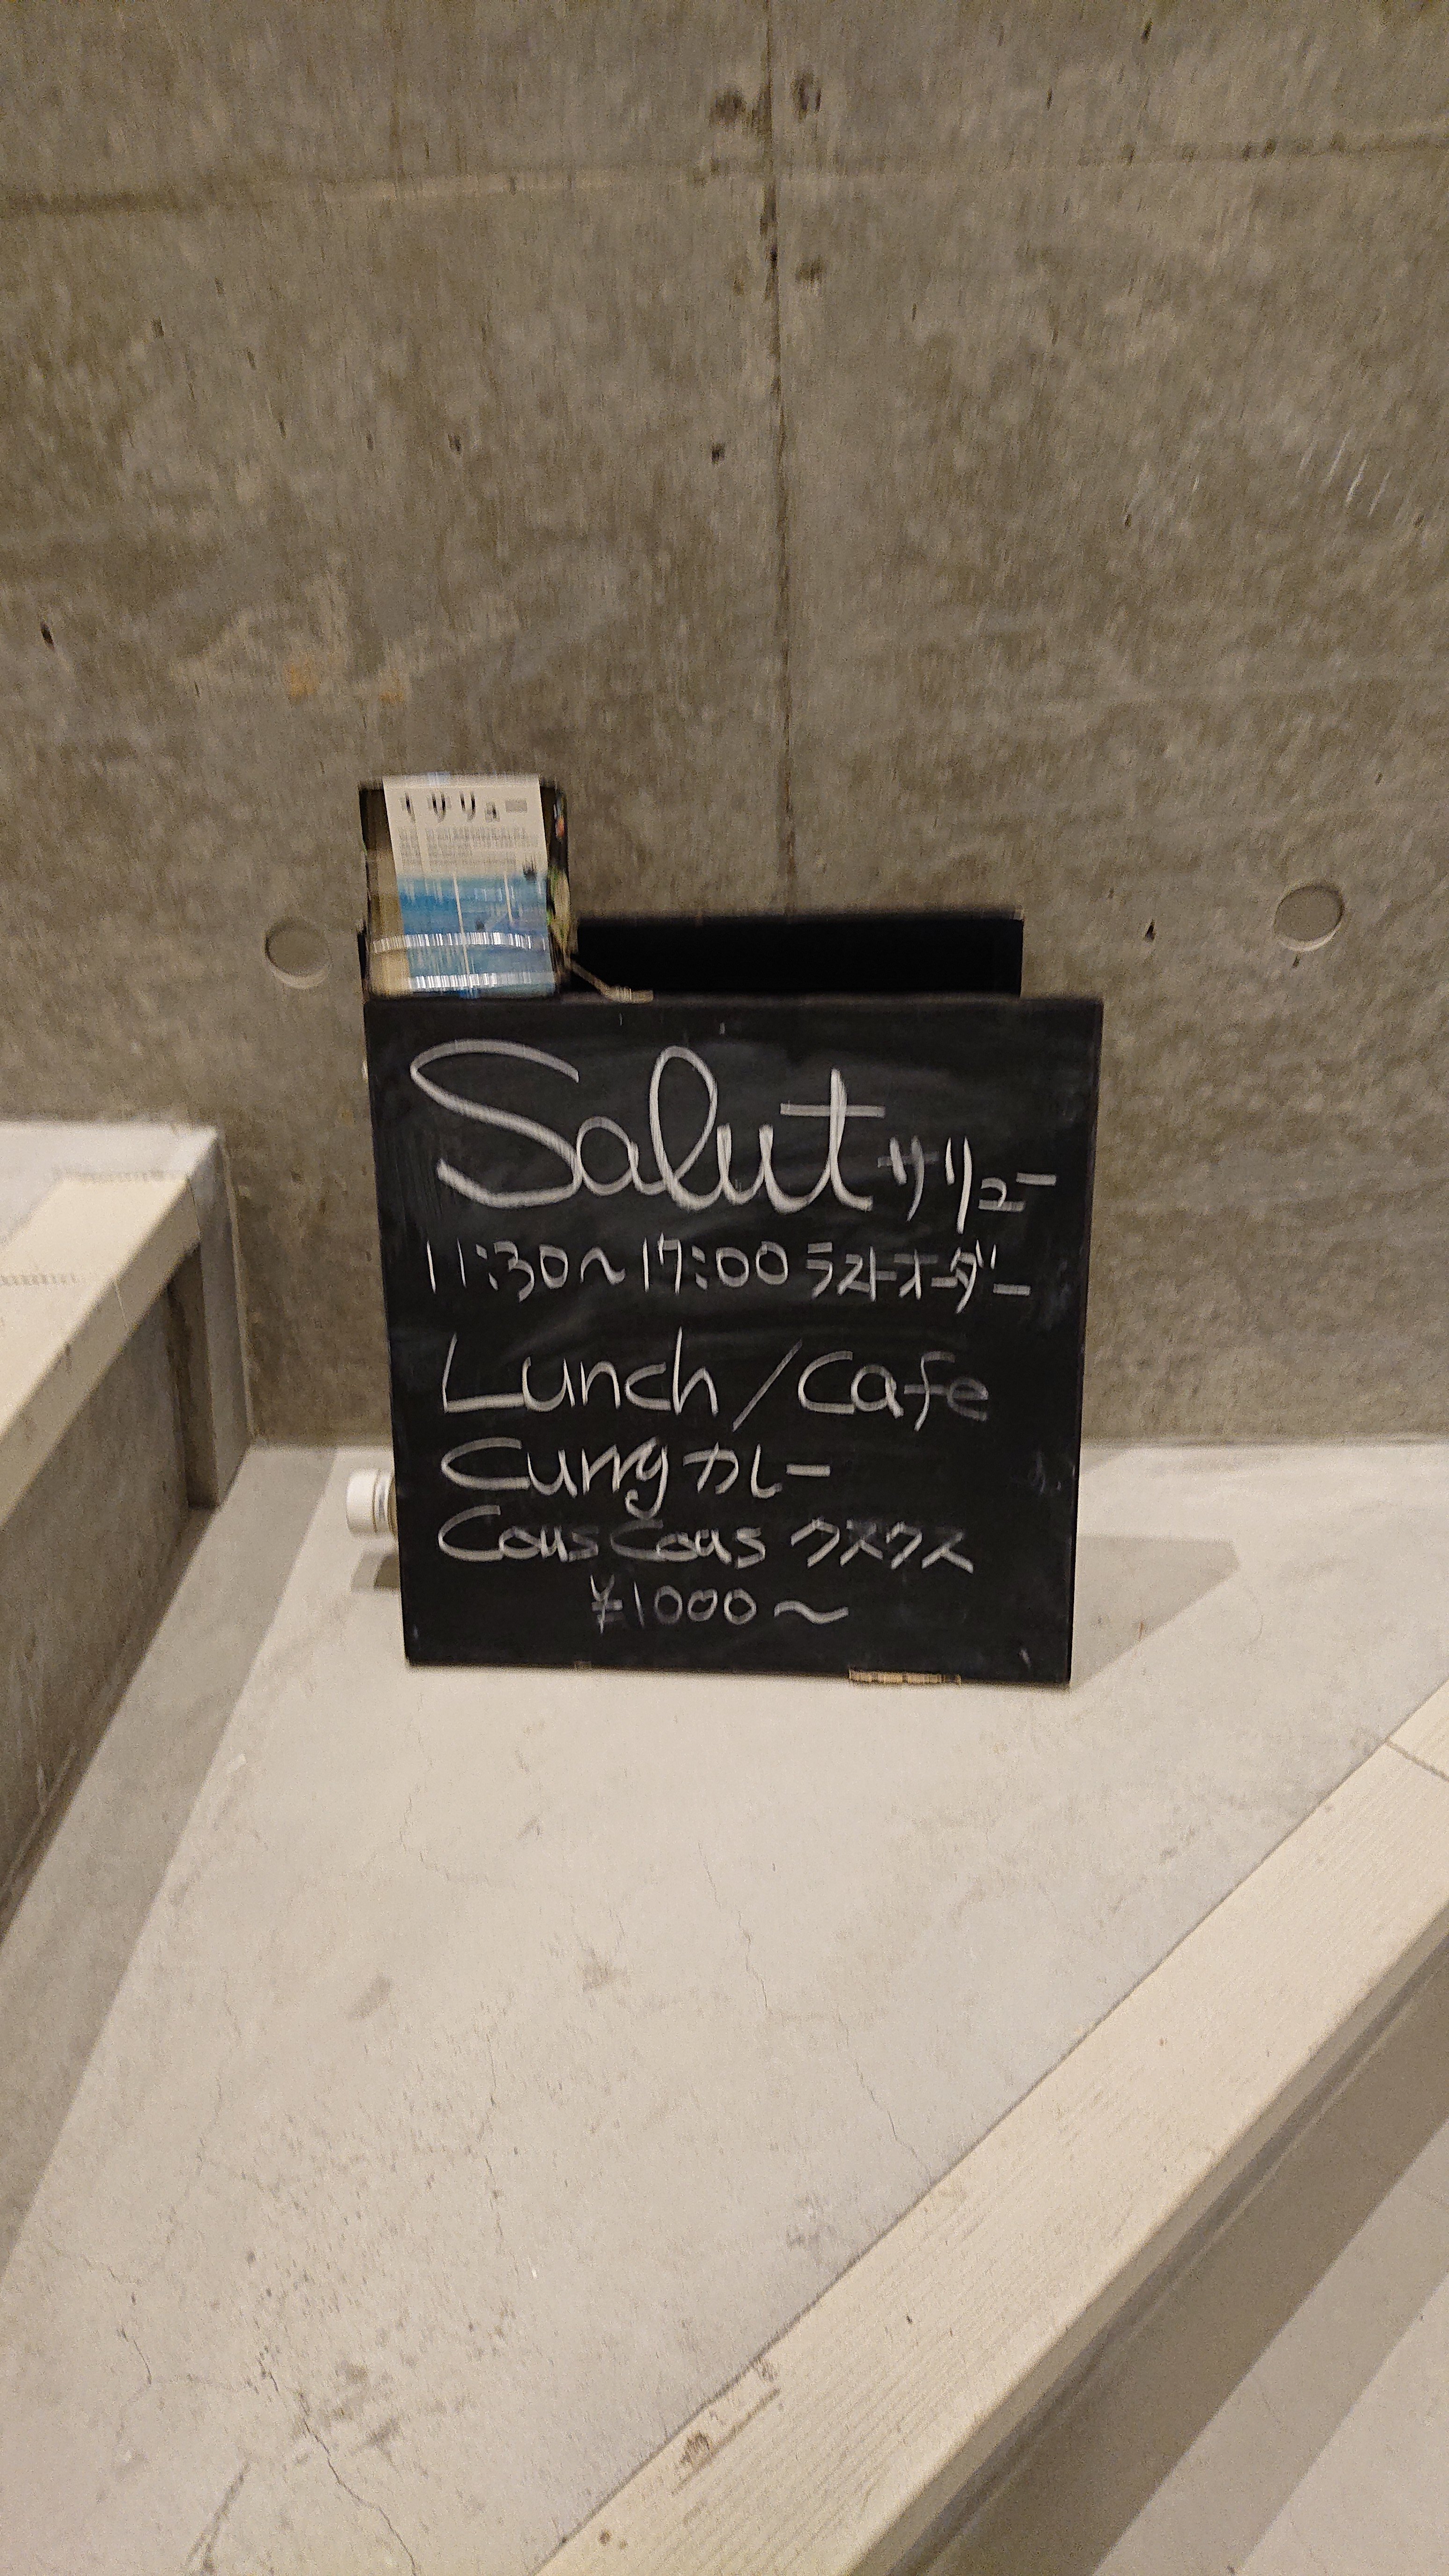 Salut サリュー
11:30〜17:00 ラストオーダー
Lunch / Cafe
Curry カレー
Cous Cous クスクス
¥1000〜